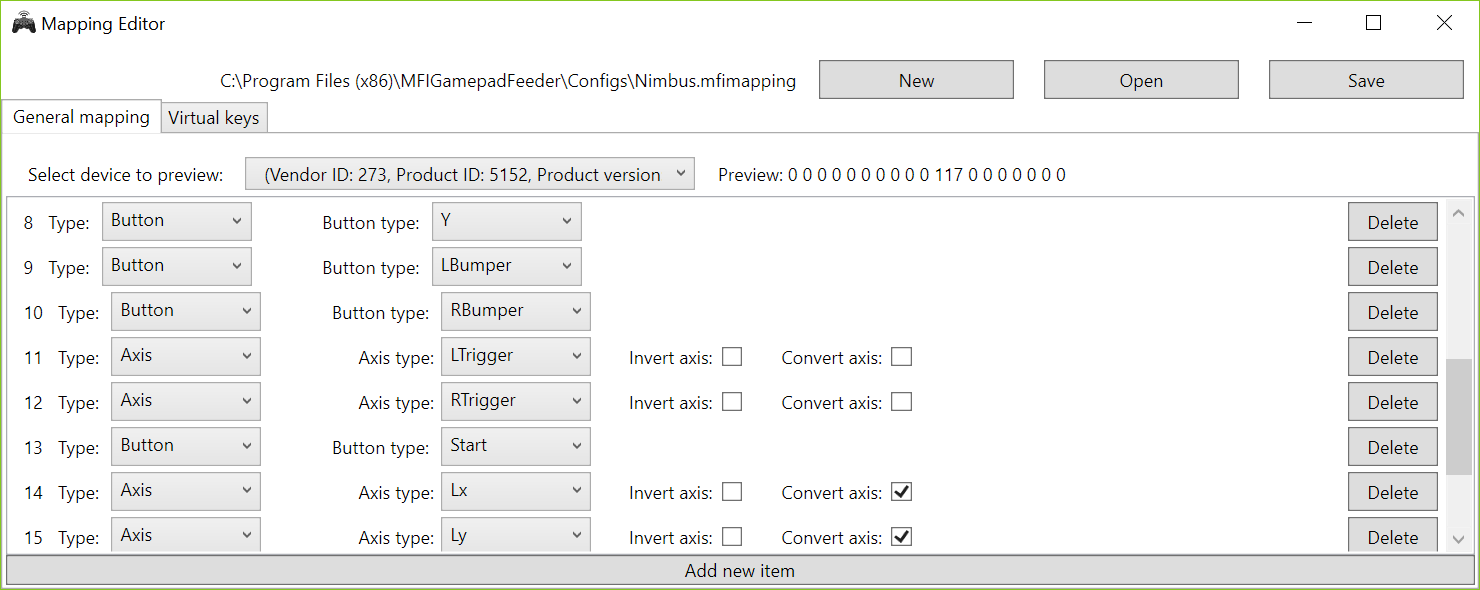 Mapping Editor
C:\Program Files (x86)\MFIGamepadFeeder\Configs\Nimbus.mfimapping New Open Save
General mapping Virtual keys
Select device to preview: (Vendor ID: 273, Product ID: 5152, Product version Preview: 0 0 0 0 0 0 0 0 0 0 117 0 0 0 0 0 0 0
8 Type: Button Button type: Y Delete
9 Type: Button Button type: LBumper Delete
10 Type: Button Button type: RBumper Delete
11 Type: Axis Axis type: LTrigger Invert axis: Convert axis: Delete
12 Type: Axis Axis type: RTrigger Invert axis: Convert axis: Delete
13 Type: Button Button type: Start Delete
14 Type: Axis Axis type: Lx Invert axis: Convert axis: Delete
15 Type: Axis Axis type: Ly Invert axis: Convert axis: Delete
Add new item